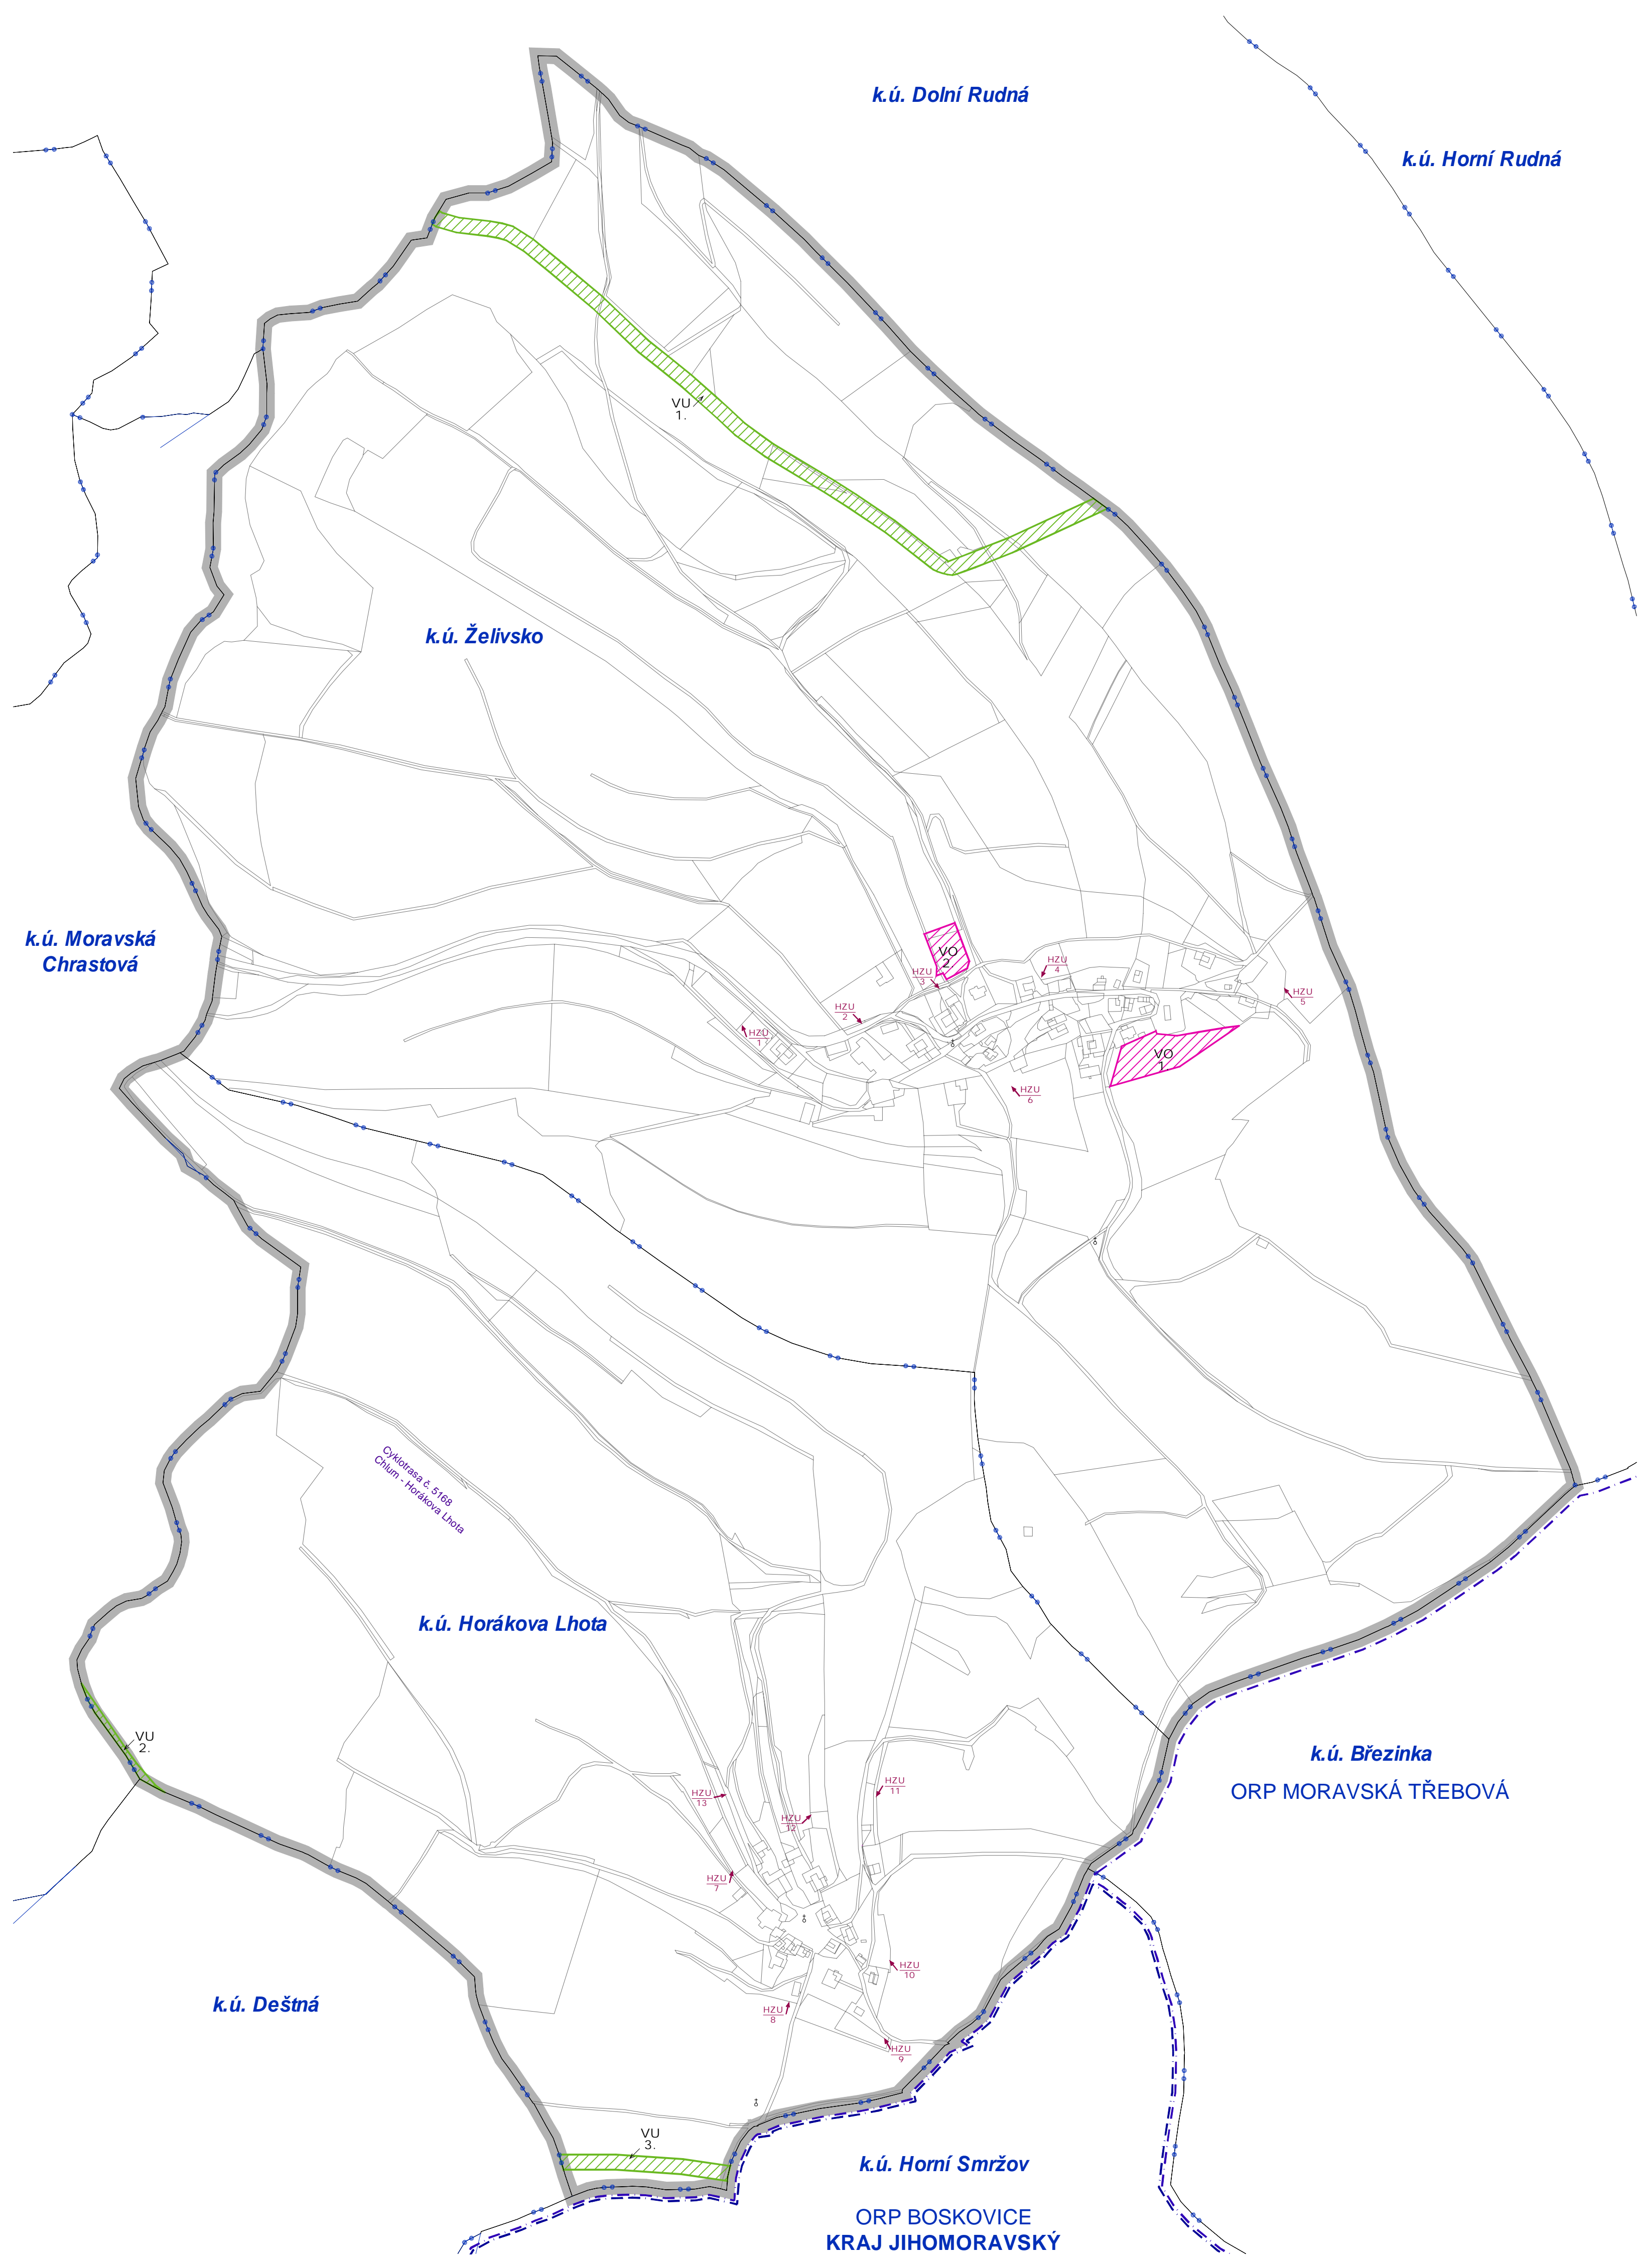 k.ú. Dolní Rudná
k.ú. Horní Rudná
VU
1.
k.ú. Želivsko
k.ú. Moravská
Chrastová
VO
2
HZU
3
HZU
4
HZU
5
HZU
2
HZU
1
VO
1
HZU
6
Cyklotrasa č. 5168
Chlum - Horákova Lhota
k.ú. Horákova Lhota
VU
2.
k.ú. Březinka
ORP MORAVSKÁ TŘEBOVÁ
HZU
11
HZU
13
HZU
12
HZU
7
HZU
10
k.ú. Deštná
HZU
8
HZU
9
VU
3.
k.ú. Horní Smržov
ORP BOSKOVICE
KRAJ JIHOMORAVSKÝ